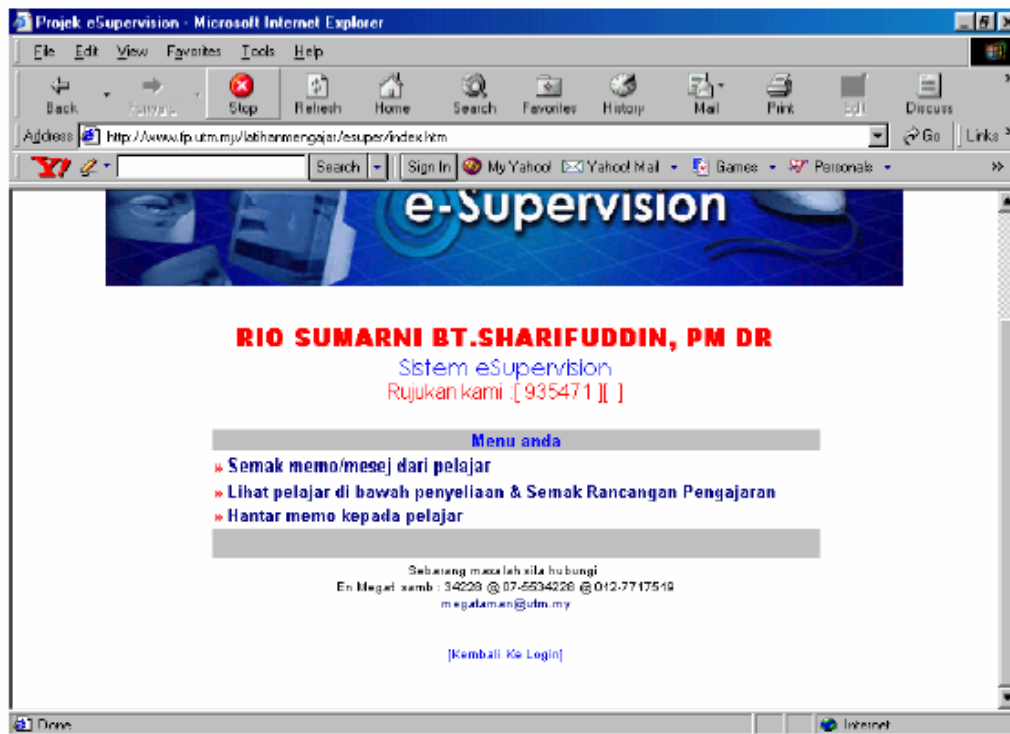 Projek eSupervision - Microsoft Internet Explorer
File Edit View Favorites Tools Help
Back Forward Stop Refresh Home Search Favorites History Mail Print Edit Discuss
Address http://www.fp.utm.my/latihanmengajar/esuper/index.htm Go Links
Y! Search Sign In My Yahoo! Yahoo! Mail Games Personals
e-Supervision
RIO SUMARNI BT.SHARIFUDDIN, PM DR
Sistem eSupervision
Rujukan kami :[ 935471 ][ ]
Menu anda
» Semak memo/mesej dari pelajar
» Lihat pelajar di bawah penyeliaan & Semak Rancangan Pengajaran
» Hantar memo kepada pelajar
Sebarang masalah sila hubungi
En Megat samb : 34228 @ 07-5534228 @ 012-7717519
megataman@utm.my
[Kembali Ke Login]
Done Internet